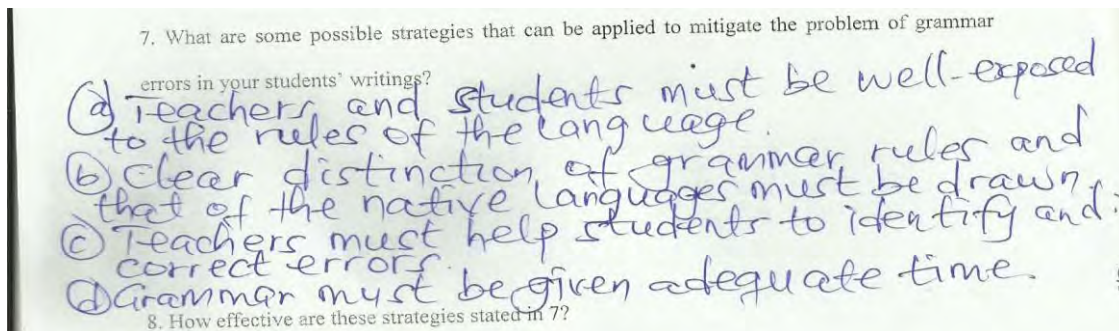 7. What are some possible strategies that can be applied to mitigate the problem of grammar
errors in your students' writings?
(a) Teachers and students must be well-exposed
to the rules of the language.
(b) Clear distinction of grammar rules and
that of the native languages must be drawn.
(c) Teachers must help students to identify and
correct errors.
(d) Grammar must be given adequate time.
8. How effective are these strategies stated in 7?